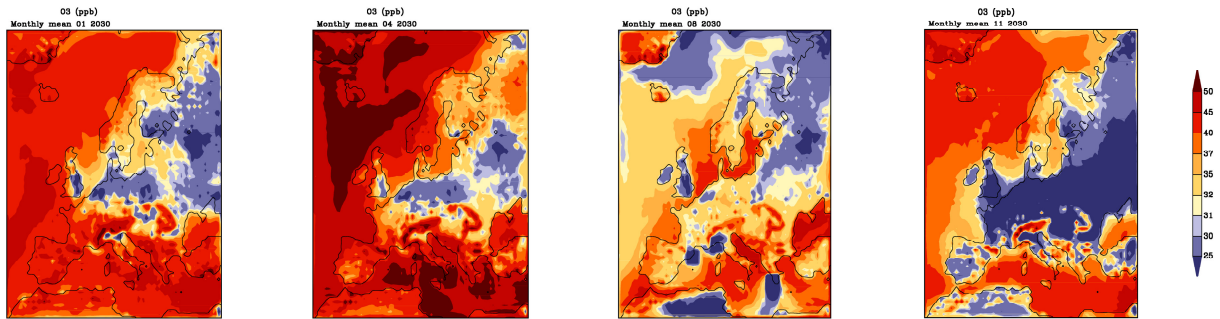 O3 (ppb)
Monthly mean 01 2030
O3 (ppb)
Monthly mean 04 2030
O3 (ppb)
Monthly mean 08 2030
O3 (ppb)
Monthly mean 11 2030
50
45
40
37
35
32
31
30
25